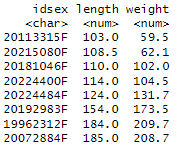 idsex length weight
<char> <num> <num>
20113315F 103.0 59.5
20215080F 108.5 62.1
20181046F 110.0 102.0
20224400F 114.0 104.5
20224484F 124.0 131.7
20192983F 154.0 173.5
19962312F 184.0 209.7
20072884F 185.0 208.7